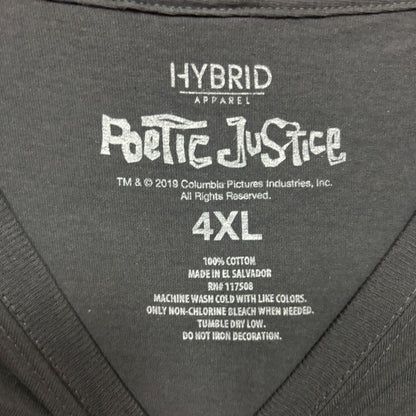 HYBRID
APPAREL
Poetic Justice
TM & © 2019 Columbia Pictures Industries, Inc.
All Rights Reserved.
4XL
100% COTTON
MADE IN EL SALVADOR
RN# 117508
MACHINE WASH COLD WITH LIKE COLORS.
ONLY NON-CHLORINE BLEACH WHEN NEEDED.
TUMBLE DRY LOW.
DO NOT IRON DECORATION.